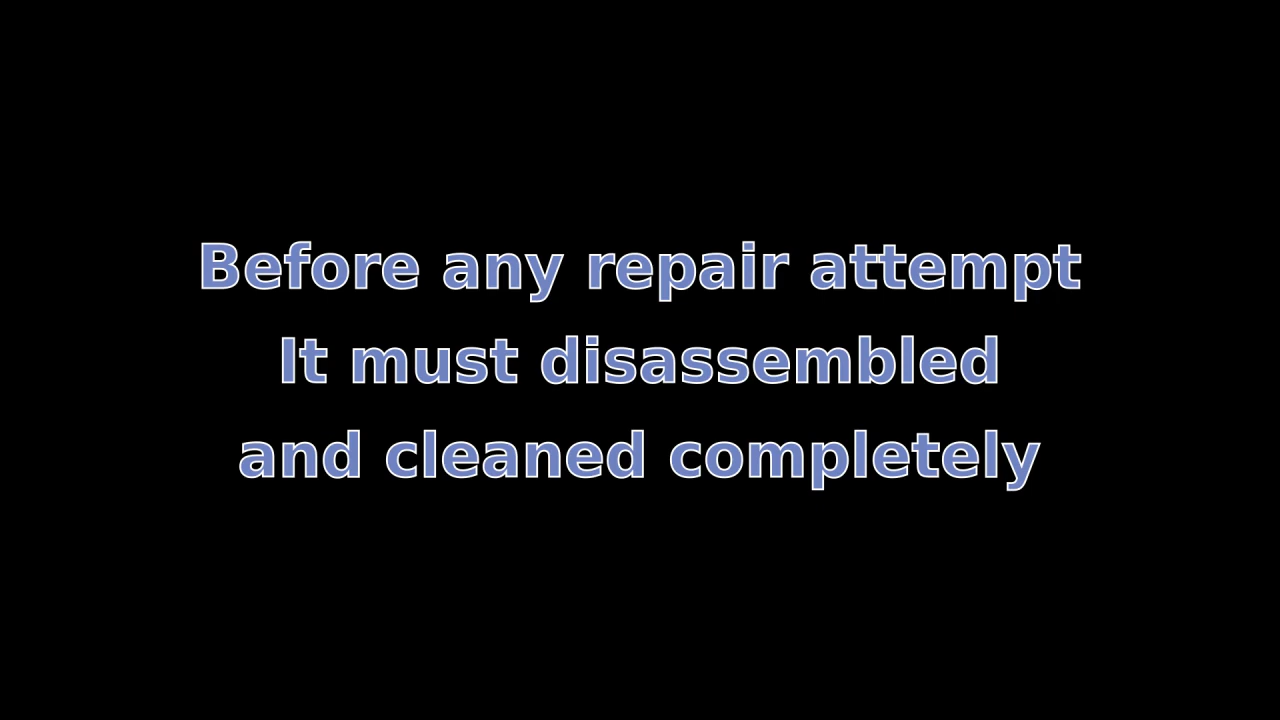 Before any repair attempt
It must disassembled
and cleaned completely